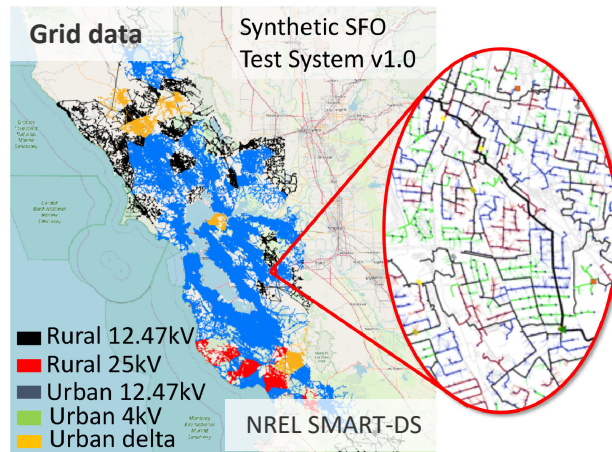 Grid data
Synthetic SFO
Test System v1.0
Rural 12.47kV
Rural 25kV
Urban 12.47kV
Urban 4kV
Urban delta
NREL SMART-DS